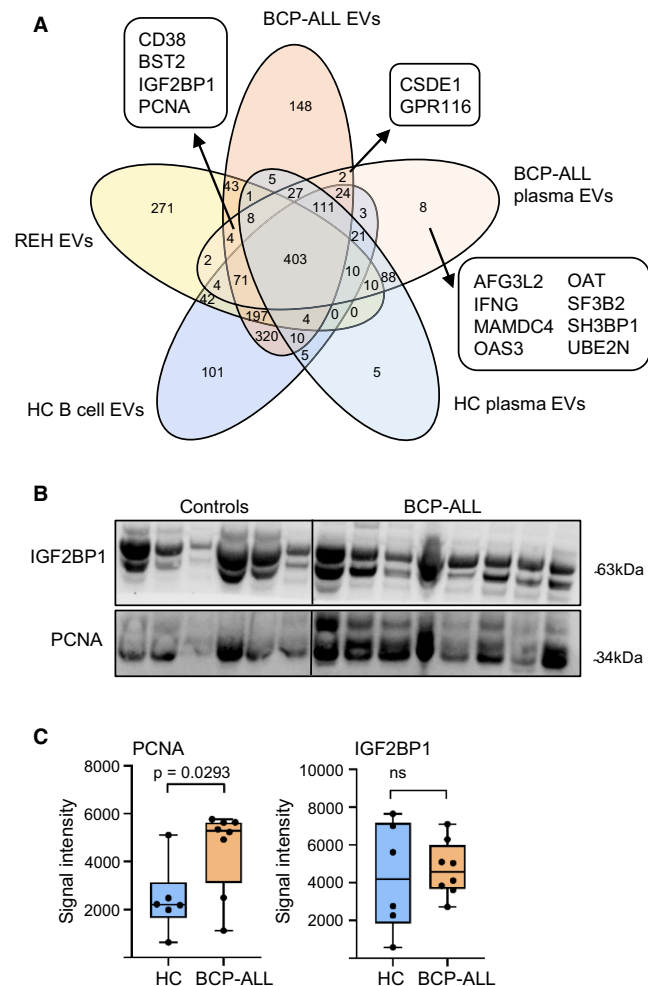 A
BCP-ALL EVs
CD38
BST2
IGF2BP1
PCNA
CSDE1
GPR116
148
BCP-ALL
plasma EVs
REH EVs
271
43
5
2
1
27
24
111
3
8
8
21
4
403
2
71
10
88
4
10
42
197
4
0
0
320
10
5
101
5
AFG3L2 OAT
IFNG SF3B2
MAMDC4 SH3BP1
OAS3 UBE2N
HC B cell EVs
HC plasma EVs
B
Controls BCP-ALL
IGF2BP1
-63kDa
PCNA
-34kDa
C
PCNA
p = 0.0293
Signal intensity
8000
6000
4000
2000
HC BCP-ALL
IGF2BP1
ns
Signal intensity
10000
8000
6000
4000
2000
HC BCP-ALL